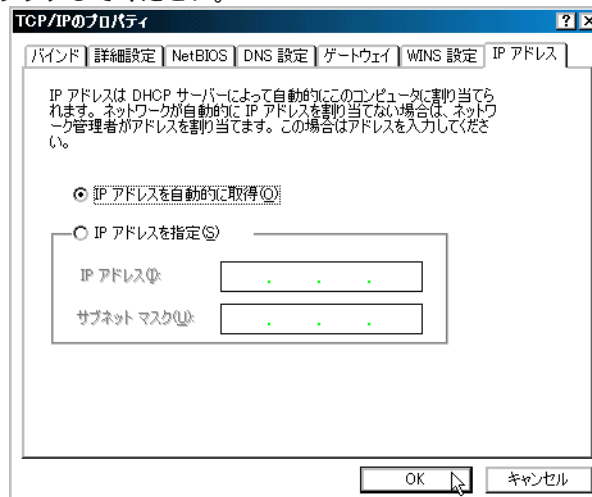 TCP/IPのプロパティ
バインド 詳細設定 NetBIOS DNS 設定 ゲートウェイ WINS 設定 IP アドレス
IP アドレスは DHCP サーバーによって自動的にこのコンピュータに割り当てら
れます。ネットワークが自動的に IP アドレスを割り当てない場合は、ネットワ
ーク管理者がアドレスを割り当てます。この場合はアドレスを入力してくださ
い。
IP アドレスを自動的に取得(O)
IP アドレスを指定(S)
IP アドレス(I):
サブネット マスク(U):
OK キャンセル